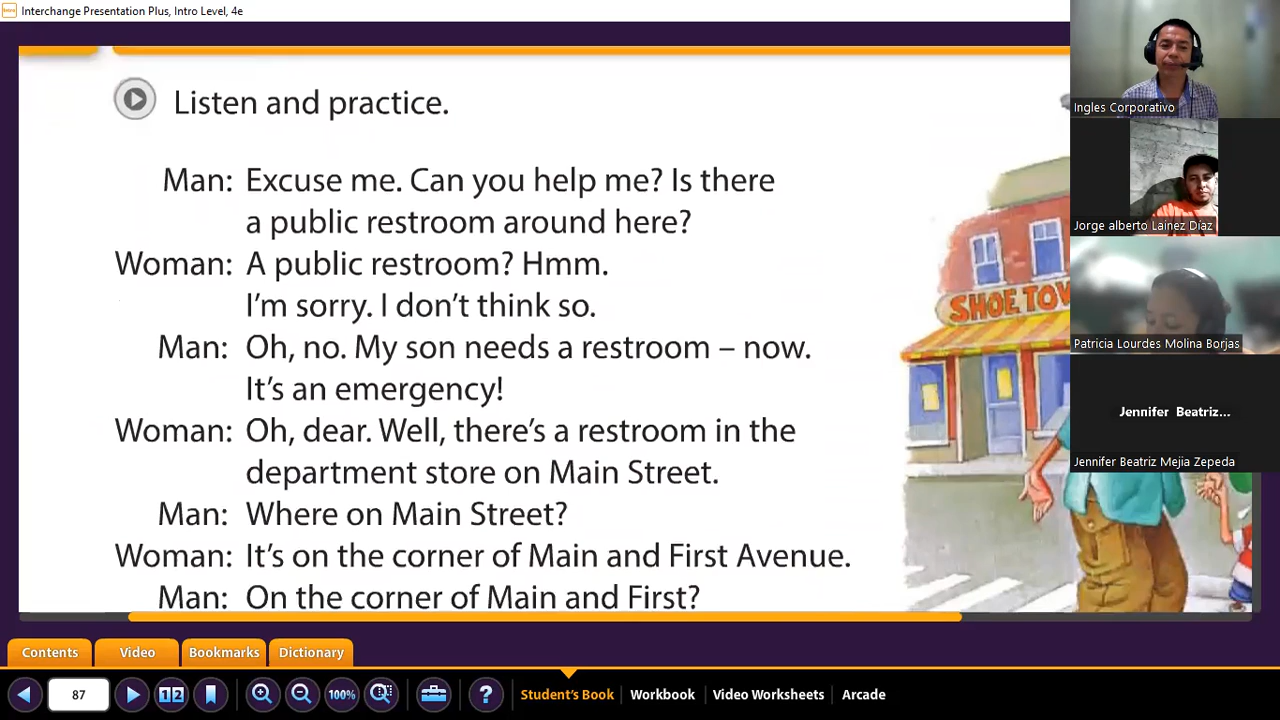 Interchange Presentation Plus, Intro Level, 4e
Listen and practice.
Man: Excuse me. Can you help me? Is there
a public restroom around here?
Woman: A public restroom? Hmm.
I'm sorry. I don't think so.
Man: Oh, no. My son needs a restroom – now.
It's an emergency!
Woman: Oh, dear. Well, there's a restroom in the
department store on Main Street.
Man: Where on Main Street?
Woman: It's on the corner of Main and First Avenue.
Man: On the corner of Main and First?
SHOE TOW
Ingles Corporativo
Jorge alberto Lainez Díaz
Patricia Lourdes Molina Borjas
Jennifer Beatriz...
Jennifer Beatriz Mejia Zepeda
Contents Video Bookmarks Dictionary
87 1 2 100% ? Student's Book Workbook Video Worksheets Arcade